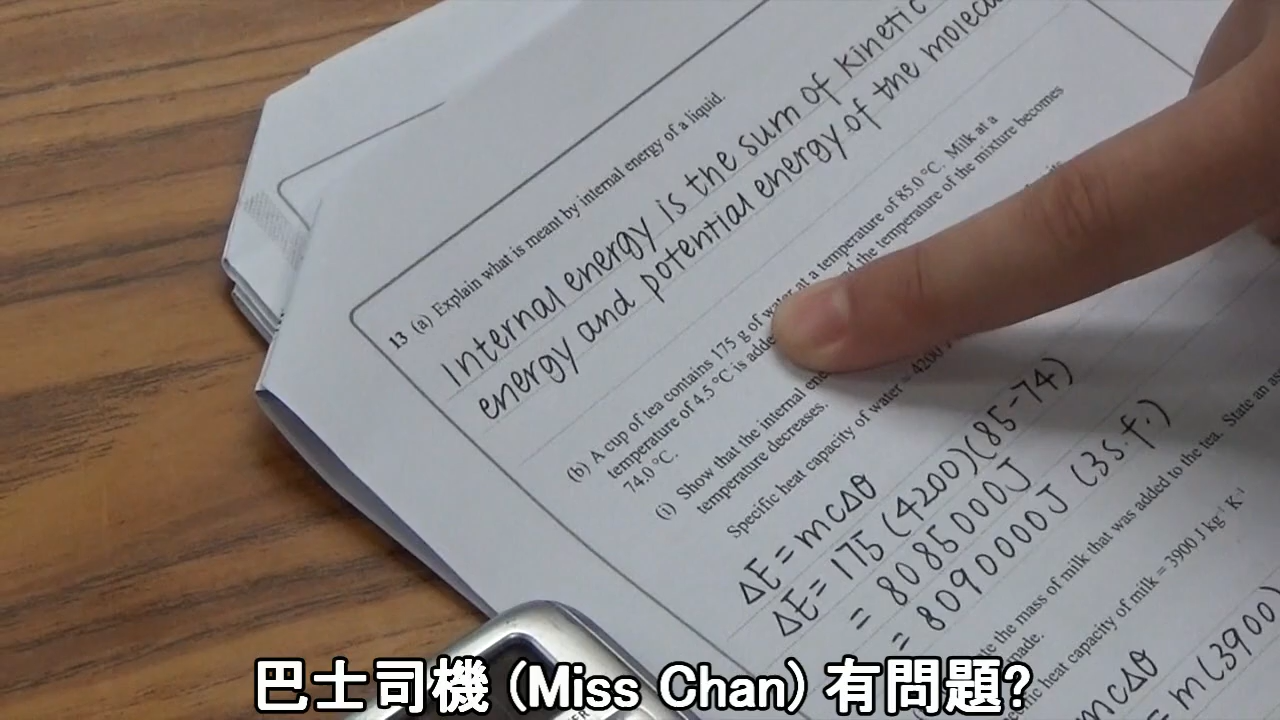 13 (a) Explain what is meant by internal energy of a liquid.
Internal energy is the sum of kinetic
energy and potential energy of the
(b) A cup of tea contains 175 g of water at a temperature of 85.0 °C. Milk at a
temperature of 4.5 °C is the temperature of the mixture becomes
74.0 °C.
(i) Show that the internal
temperature decreases.
Specific heat capacity of water = 4200 J
ΔE = mcΔθ
ΔE = 175 (4200)(85-74)
= 8085000J
= 8090000J (3s.f.)
the mass of milk that was added to the tea. State an
heat capacity of milk = 3900 J kg⁻¹ K⁻¹
mcΔθ
= m(3900)
巴士司機 (Miss Chan) 有問題?